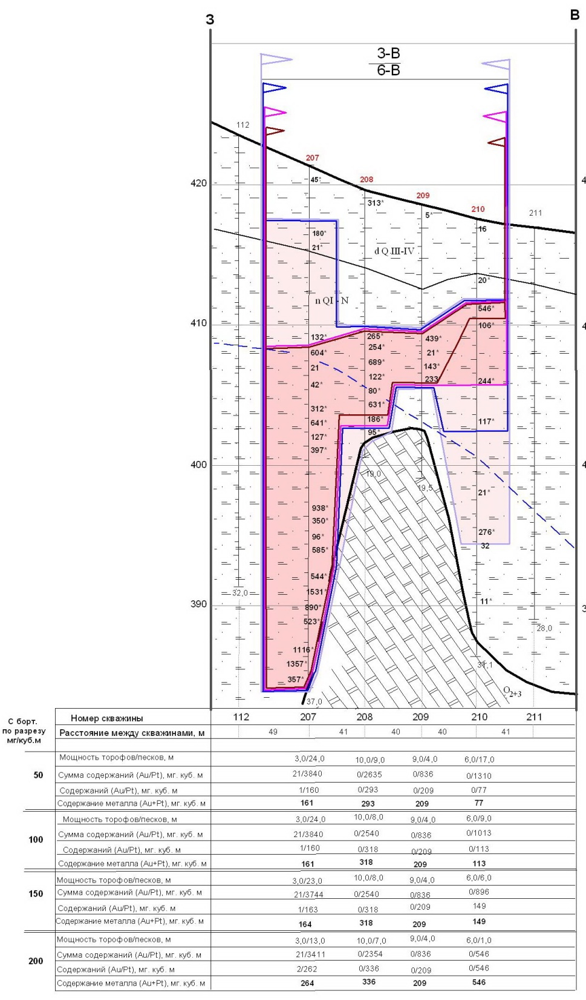 З В
3-В
6-В
112
207
45*
208
420 4
209
313*
5*
210
211
16
180*
21*
d Q III-IV
20*
n QI - N
546*
410 4
106*
132* 265* 439*
604* 254* 21*
21 689* 143*
42* 122* 233 244*
80*
312* 631*
641* 186* 117*
127* 95*
397*
400 4
19,0
19,5
21*
938*
350*
96* 276*
585* 32
544*
1531*
32,0
890* 11*
390 3
523*
28,0
1116*
1357* 31,1
357*
O2+3
37,0
С борт.
по разрезу
мг/куб.м
Номер скважины 112 207 208 209 210 211
Расстояние между скважинами, м 49 41 40 40 41
Мощность торофов/песков, м 3,0/24,0 10,0/9,0 9,0/4,0 6,0/17,0
50
Сумма содержаний (Au/Pt), мг. куб. м 21/3840 0/2635 0/836 0/1310
Содержаний (Au/Pt), мг. куб. м 1/160 0/293 0/209 0/77
Содержание металла (Au+Pt), мг. куб. м 161 293 209 77
Мощность торофов/песков, м 3,0/24,0 10,0/8,0 9,0/4,0 6,0/9,0
100
Сумма содержаний (Au/Pt), мг. куб. м 21/3840 0/2540 0/836 0/1013
Содержаний (Au/Pt), мг. куб. м 1/160 0/318 0/209 0/113
Содержание металла (Au+Pt), мг. куб. м 161 318 209 113
Мощность торофов/песков, м 3,0/23,0 10,0/8,0 9,0/4,0 6,0/6,0
150
Сумма содержаний (Au/Pt), мг. куб. м 21/3744 0/2540 0/836 0/896
Содержаний (Au/Pt), мг. куб. м 1/163 0/318 0/209 149
Содержание металла (Au+Pt), мг. куб. м 164 318 209 149
Мощность торофов/песков, м 3,0/13,0 10,0/7,0 9,0/4,0 6,0/1,0
200
Сумма содержаний (Au/Pt), мг. куб. м 21/3411 0/2354 0/836 0/546
Содержаний (Au/Pt), мг. куб. м 2/262 0/336 0/209 0/546
Содержание металла (Au+Pt), мг. куб. м 264 336 209 546